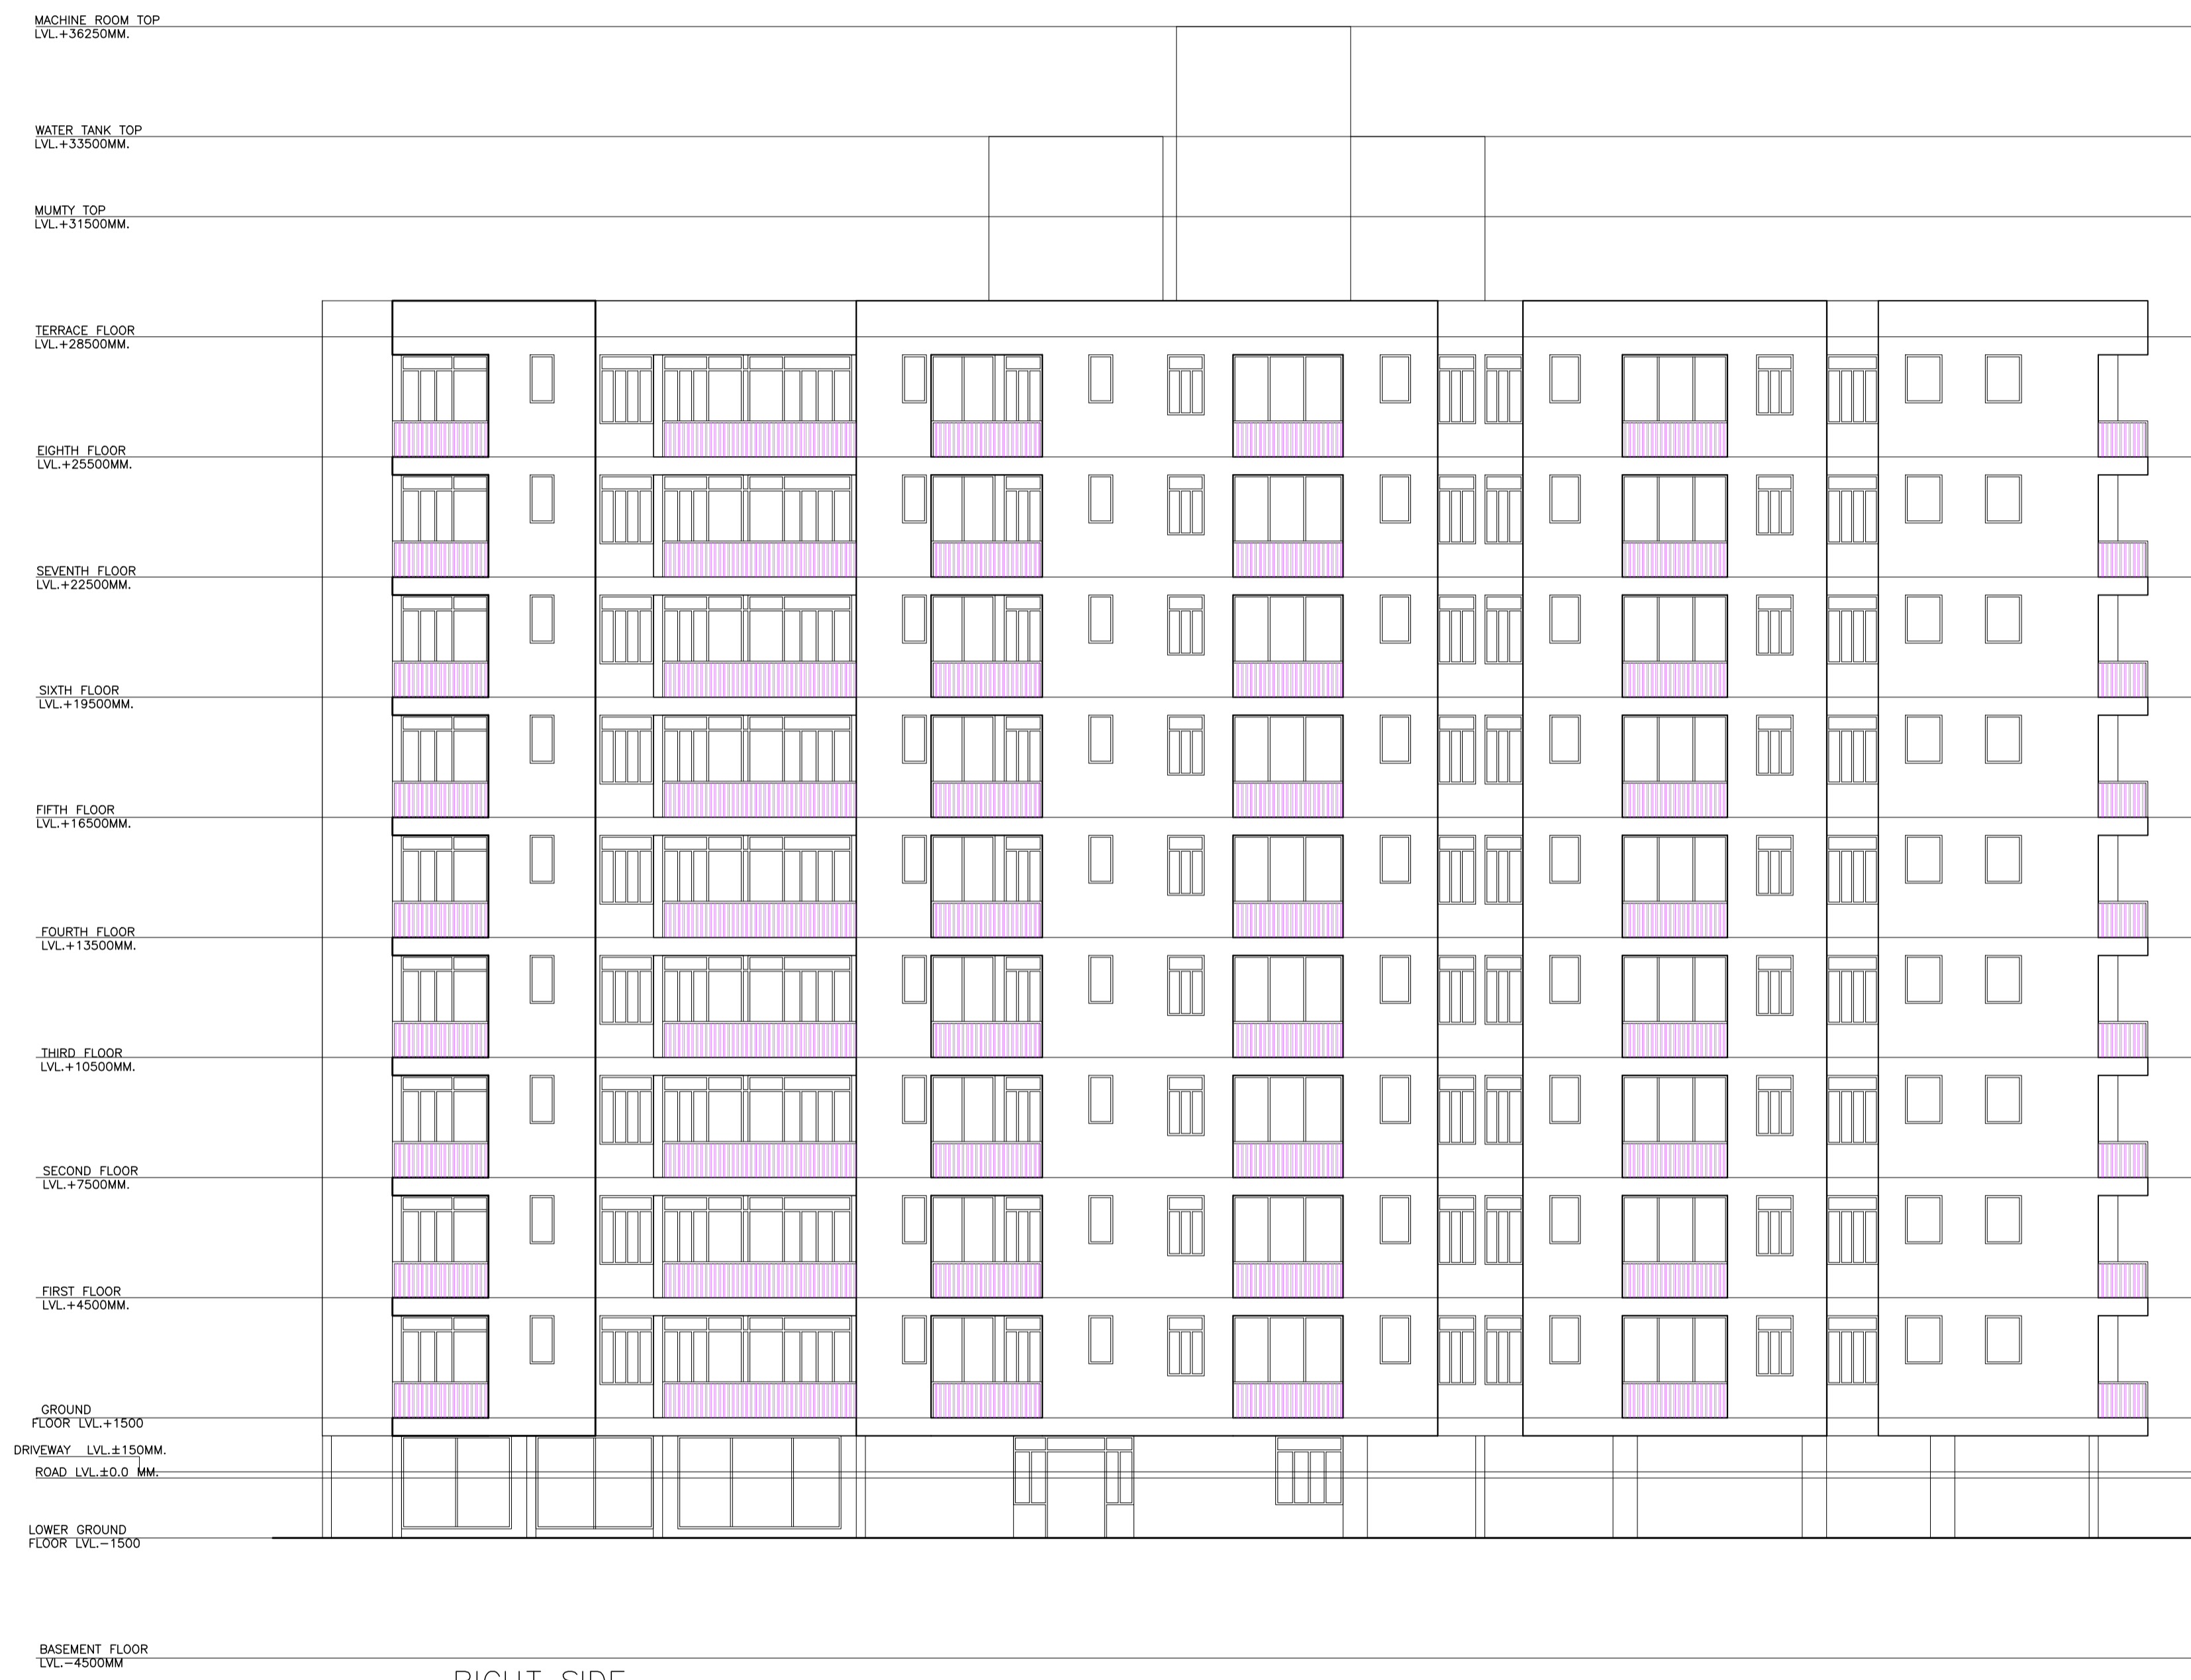 MACHINE ROOM TOP
LVL.+36250MM.
WATER TANK TOP
LVL.+33500MM.
MUMTY TOP
LVL.+31500MM.
TERRACE FLOOR
LVL.+28500MM.
EIGHTH FLOOR
LVL.+25500MM.
SEVENTH FLOOR
LVL.+22500MM.
SIXTH FLOOR
LVL.+19500MM.
FIFTH FLOOR
LVL.+16500MM.
FOURTH FLOOR
LVL.+13500MM.
THIRD FLOOR
LVL.+10500MM.
SECOND FLOOR
LVL.+7500MM.
FIRST FLOOR
LVL.+4500MM.
GROUND
FLOOR LVL.+1500
DRIVEWAY LVL.±150MM.
ROAD LVL.±0.0 MM.
LOWER GROUND
FLOOR LVL.-1500
BASEMENT FLOOR
LVL.-4500MM
RIGHT SIDE